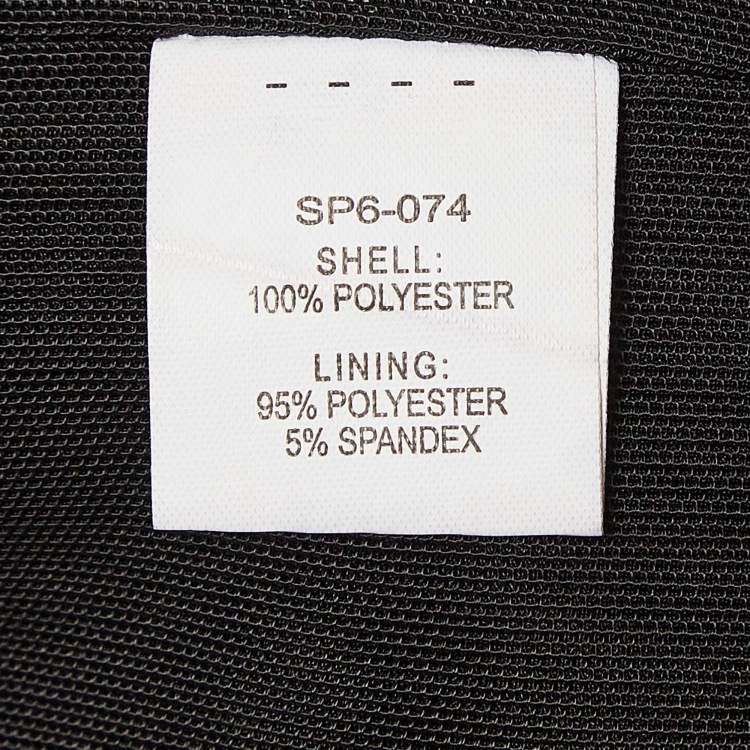 - - - -
SP6-074
SHELL:
100% POLYESTER
LINING:
95% POLYESTER
5% SPANDEX